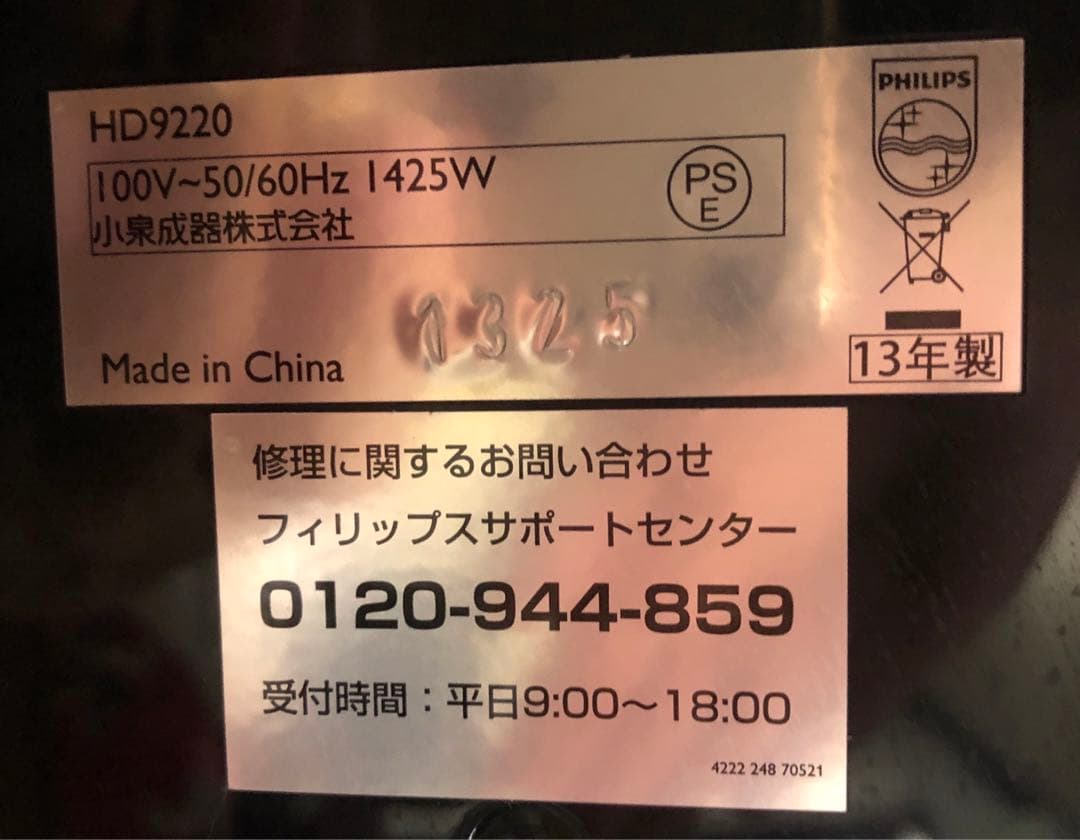 HD9220
100V~50/60Hz 1425W
小泉成器株式会社
PS
E
PHILIPS
1325
Made in China
13年製
修理に関するお問い合わせ
フィリップスサポートセンター
0120-944-859
受付時間：平日9:00～18:00
4222 248 70521